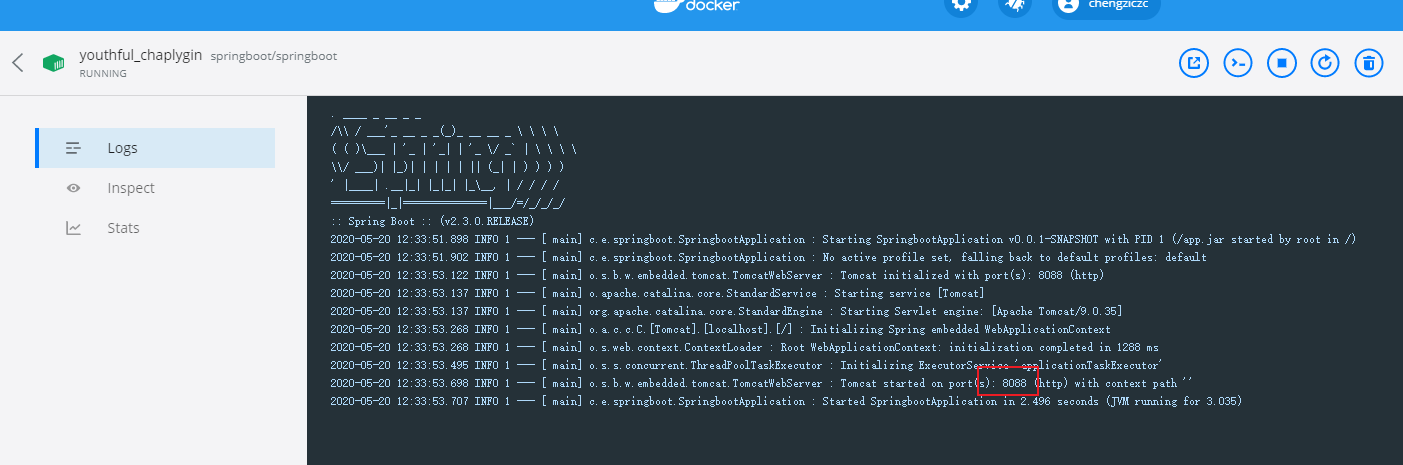 docker
chengziczc
youthful_chaplygin springboot/springboot
RUNNING
Logs
Inspect
Stats
. ____ _ __ _ _
/\\ / ___'_ __ _ _(_)_ __ __ _ \ \ \ \
( ( )\___ | '_ | '_| | '_ \/ _` | \ \ \ \
\\/ ___)| |_)| | | | | || (_| | ) ) ) )
' |____| .__|_| |_|_| |_\__, | / / / /
=========|_|==============|___/=/_/_/_/
:: Spring Boot :: (v2.3.0.RELEASE)
2020-05-20 12:33:51.898 INFO 1 --- [ main] c.e.springboot.SpringbootApplication : Starting SpringbootApplication v0.0.1-SNAPSHOT with PID 1 (/app.jar started by root in /)
2020-05-20 12:33:51.902 INFO 1 --- [ main] c.e.springboot.SpringbootApplication : No active profile set, falling back to default profiles: default
2020-05-20 12:33:53.122 INFO 1 --- [ main] o.s.b.w.embedded.tomcat.TomcatWebServer : Tomcat initialized with port(s): 8088 (http)
2020-05-20 12:33:53.137 INFO 1 --- [ main] o.apache.catalina.core.StandardService : Starting service [Tomcat]
2020-05-20 12:33:53.137 INFO 1 --- [ main] org.apache.catalina.core.StandardEngine : Starting Servlet engine: [Apache Tomcat/9.0.35]
2020-05-20 12:33:53.268 INFO 1 --- [ main] o.a.c.c.C.[Tomcat].[localhost].[/] : Initializing Spring embedded WebApplicationContext
2020-05-20 12:33:53.268 INFO 1 --- [ main] o.s.web.context.ContextLoader : Root WebApplicationContext: initialization completed in 1288 ms
2020-05-20 12:33:53.495 INFO 1 --- [ main] o.s.s.concurrent.ThreadPoolTaskExecutor : Initializing ExecutorService 'applicationTaskExecutor'
2020-05-20 12:33:53.698 INFO 1 --- [ main] o.s.b.w.embedded.tomcat.TomcatWebServer : Tomcat started on port(s): 8088 (http) with context path ''
2020-05-20 12:33:53.707 INFO 1 --- [ main] c.e.springboot.SpringbootApplication : Started SpringbootApplication in 2.496 seconds (JVM running for 3.035)